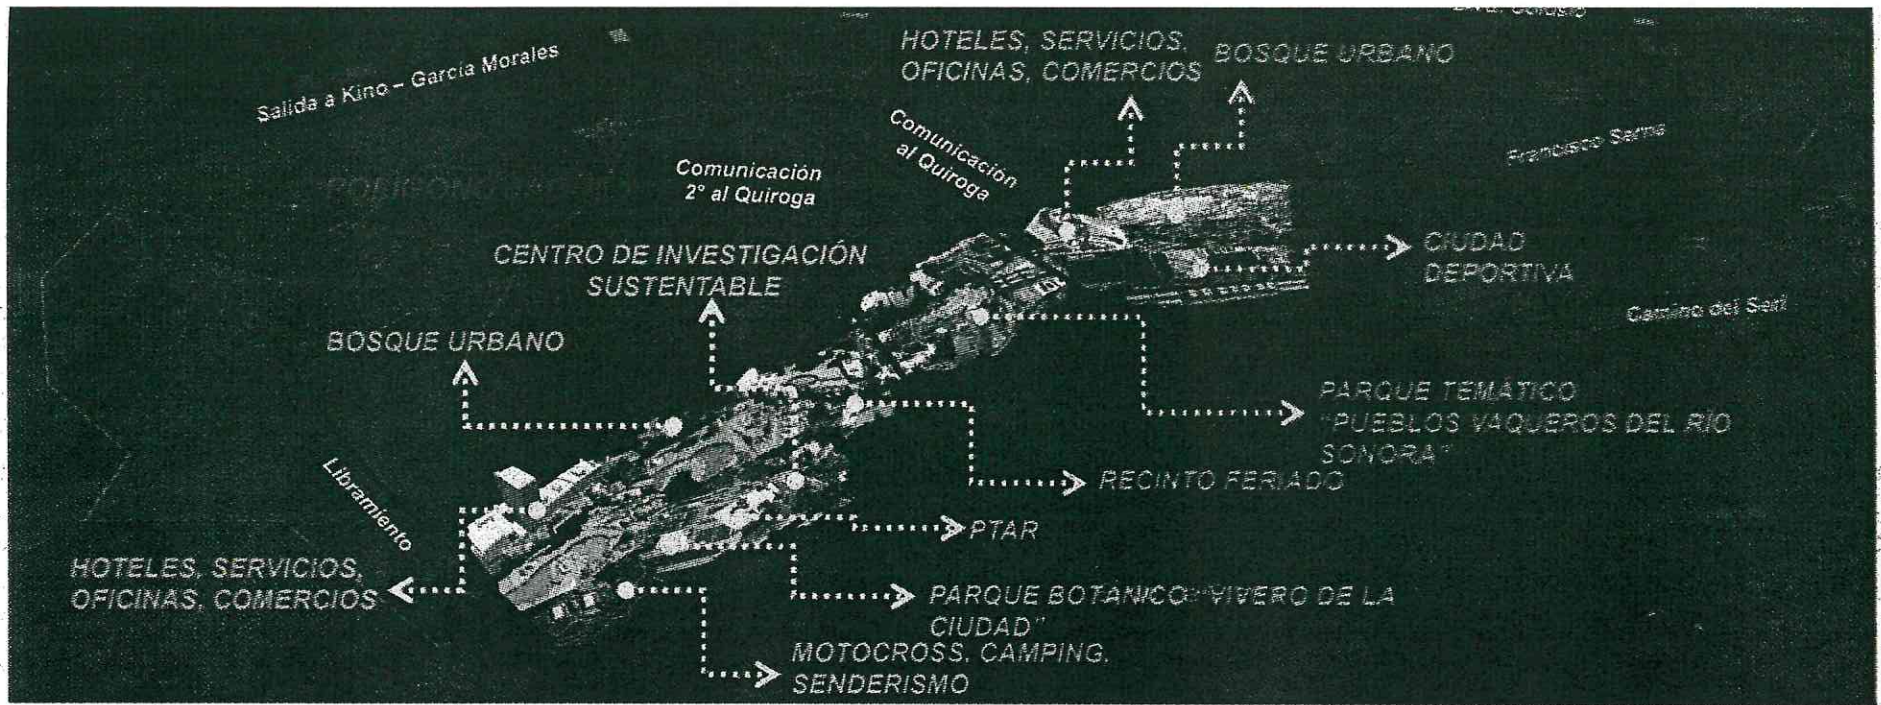 HOTELES, SERVICIOS,
OFICINAS, COMERCIOS
BOSQUE URBANO
Salida a Kino – García Morales
Comunicación
al Quiroga
Francisco Serna
Comunicación
2° al Quiroga
CENTRO DE INVESTIGACIÓN
SUSTENTABLE
CIUDAD
DEPORTIVA
Camino del Seri
BOSQUE URBANO
PARQUE TEMÁTICO
"PUEBLOS VAQUEROS DEL RÍO
SONORA"
Libramiento
RECINTO FERIADO
PTAR
HOTELES, SERVICIOS,
OFICINAS, COMERCIOS
PARQUE BOTÁNICO "VIVERO DE LA
CIUDAD"
MOTOCROSS, CAMPING,
SENDERISMO